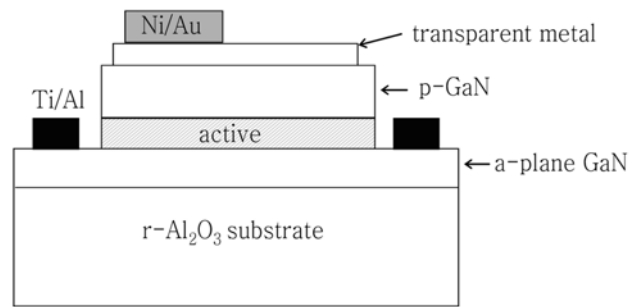 Ni/Au
transparent metal
p-GaN
Ti/Al
active
a-plane GaN
r-Al₂O₃ substrate